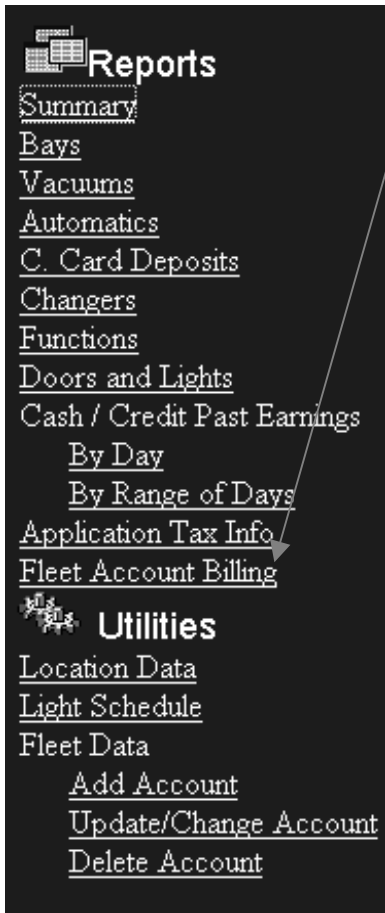 Reports
Summary
Bays
Vacuums
Automatics
C. Card Deposits
Changers
Functions
Doors and Lights
Cash / Credit Past Earnings
By Day
By Range of Days
Application Tax Info
Fleet Account Billing
Utilities
Location Data
Light Schedule
Fleet Data
Add Account
Update/Change Account
Delete Account